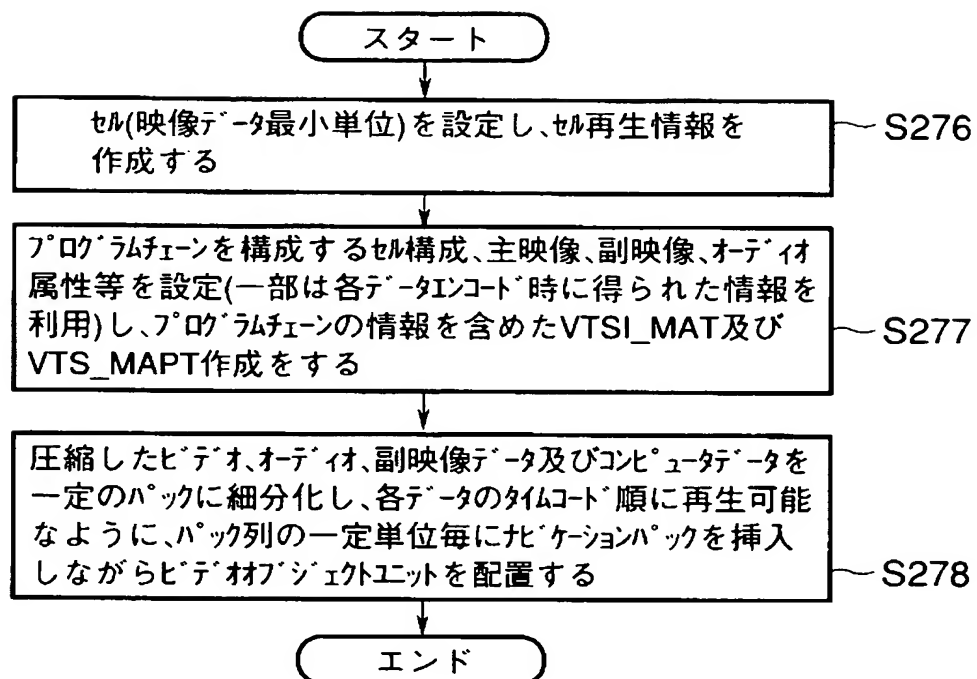 スタート
セル(映像データ最小単位)を設定し、セル再生情報を
作成する
S276
プログラムチェーンを構成するセル構成、主映像、副映像、オーディオ
属性等を設定(一部は各データエンコード時に得られた情報を
利用)し、プログラムチェーンの情報を含めたVTSI_MAT及び
VTS_MAPT作成をする
S277
圧縮したビデオ、オーディオ、副映像データ及びコンピュータデータを
一定のパックに細分化し、各データのタイムコード順に再生可能
なように、パック列の一定単位毎にナビゲーションパックを挿入
しながらビデオオブジェクトユニットを配置する
S278
エンド